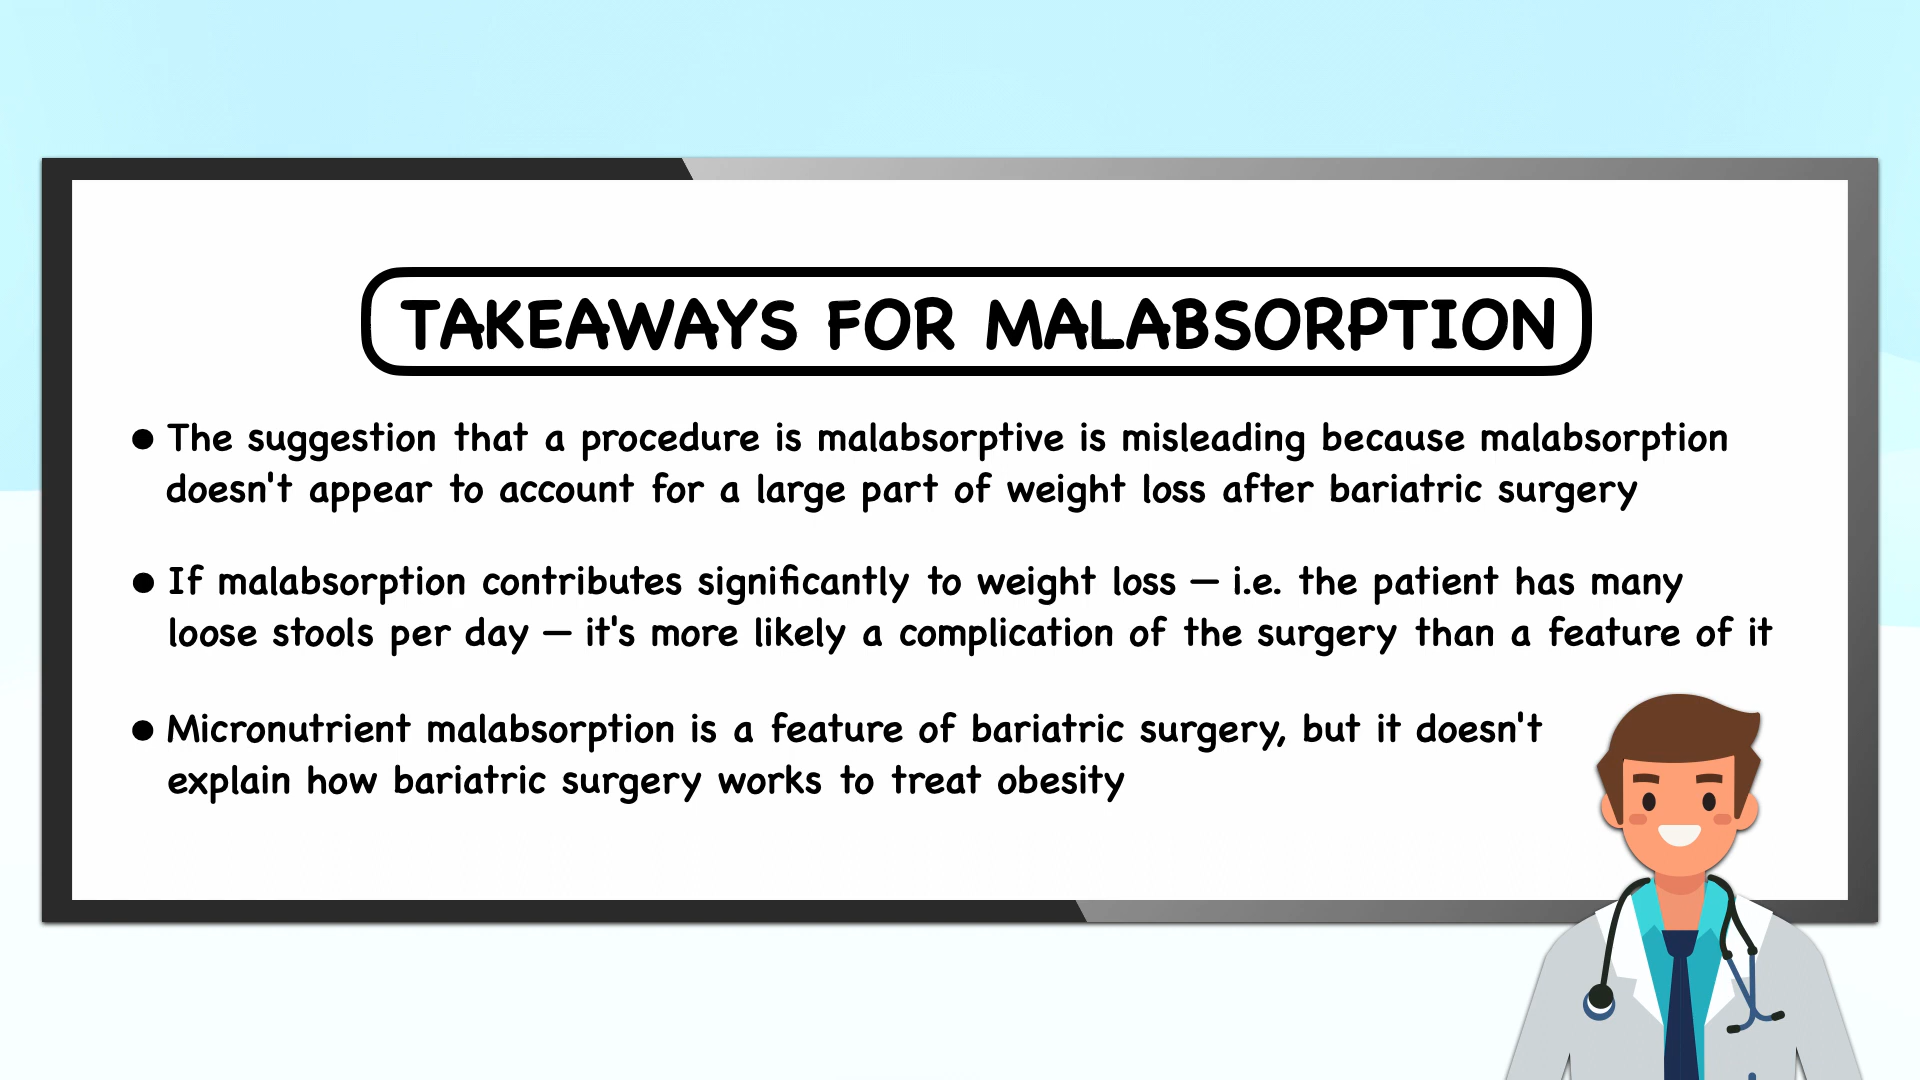 TAKEAWAYS FOR MALABSORPTION
● The suggestion that a procedure is malabsorptive is misleading because malabsorption
doesn't appear to account for a large part of weight loss after bariatric surgery
● If malabsorption contributes significantly to weight loss — i.e. the patient has many
loose stools per day — it's more likely a complication of the surgery than a feature of it
● Micronutrient malabsorption is a feature of bariatric surgery, but it doesn't
explain how bariatric surgery works to treat obesity